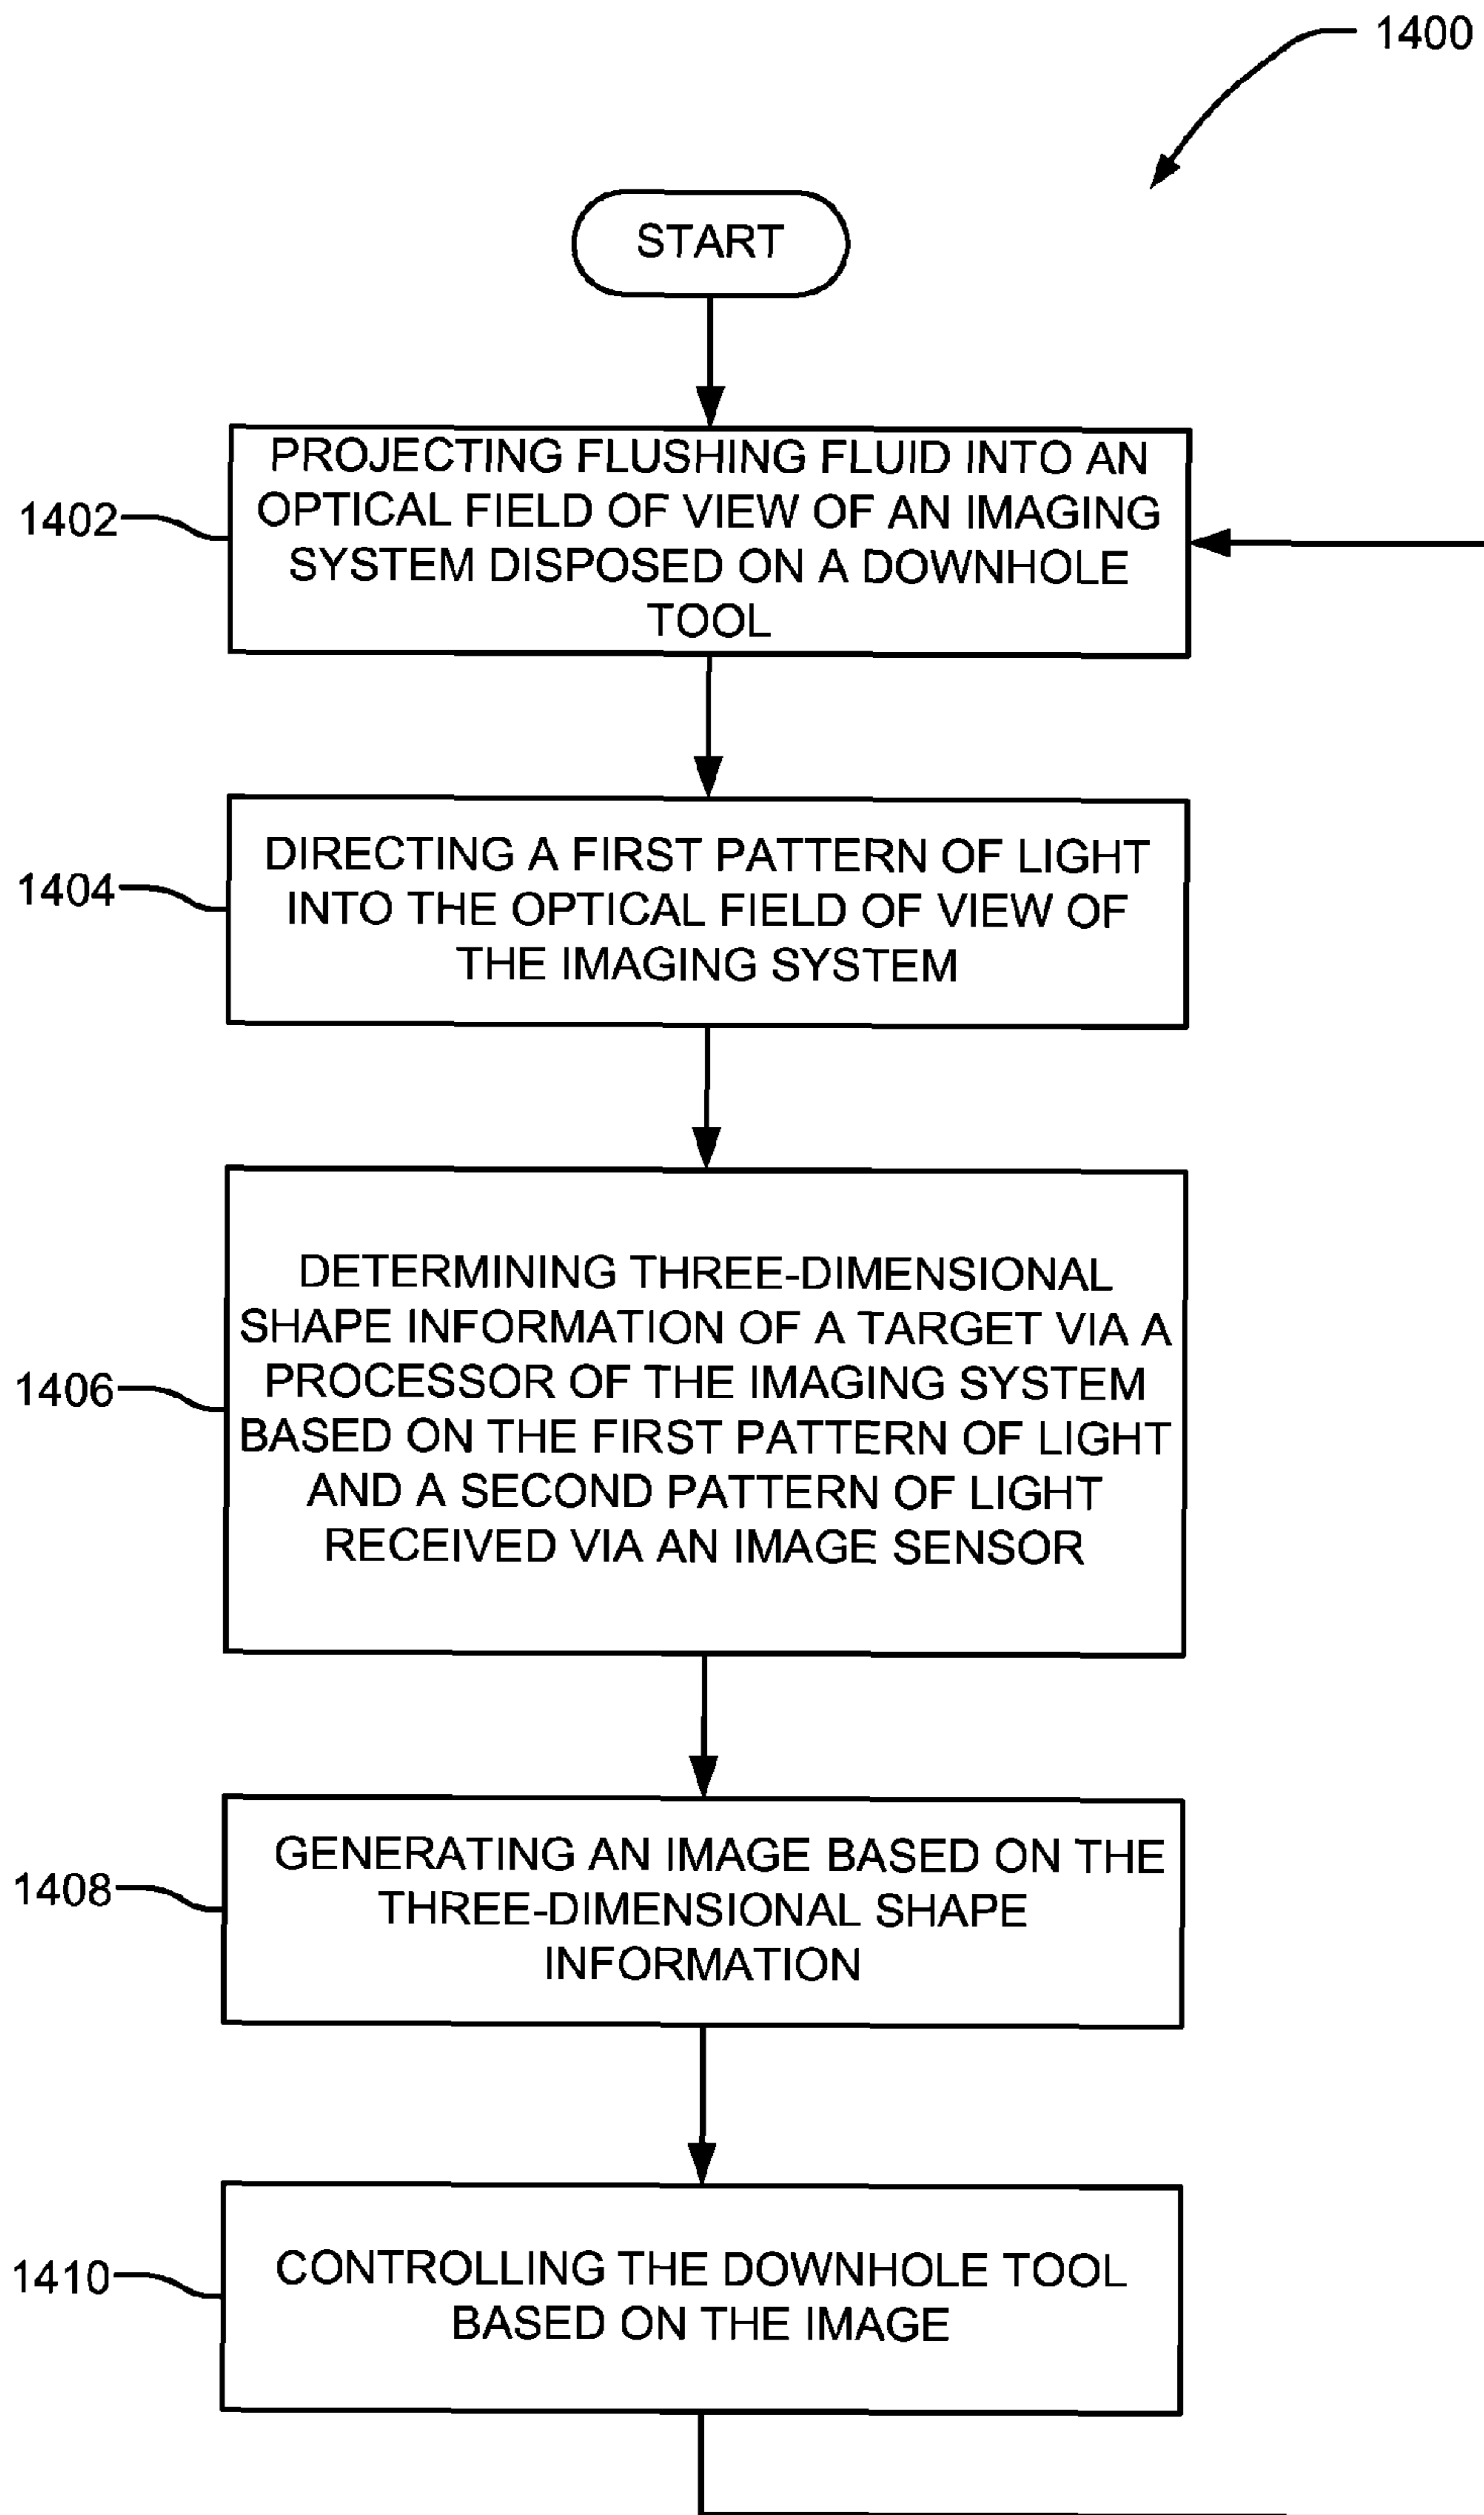 1400
START
1402
PROJECTING FLUSHING FLUID INTO AN
OPTICAL FIELD OF VIEW OF AN IMAGING
SYSTEM DISPOSED ON A DOWNHOLE
TOOL
1404
DIRECTING A FIRST PATTERN OF LIGHT
INTO THE OPTICAL FIELD OF VIEW OF
THE IMAGING SYSTEM
1406
DETERMINING THREE-DIMENSIONAL
SHAPE INFORMATION OF A TARGET VIA A
PROCESSOR OF THE IMAGING SYSTEM
BASED ON THE FIRST PATTERN OF LIGHT
AND A SECOND PATTERN OF LIGHT
RECEIVED VIA AN IMAGE SENSOR
1408
GENERATING AN IMAGE BASED ON THE
THREE-DIMENSIONAL SHAPE
INFORMATION
1410
CONTROLLING THE DOWNHOLE TOOL
BASED ON THE IMAGE